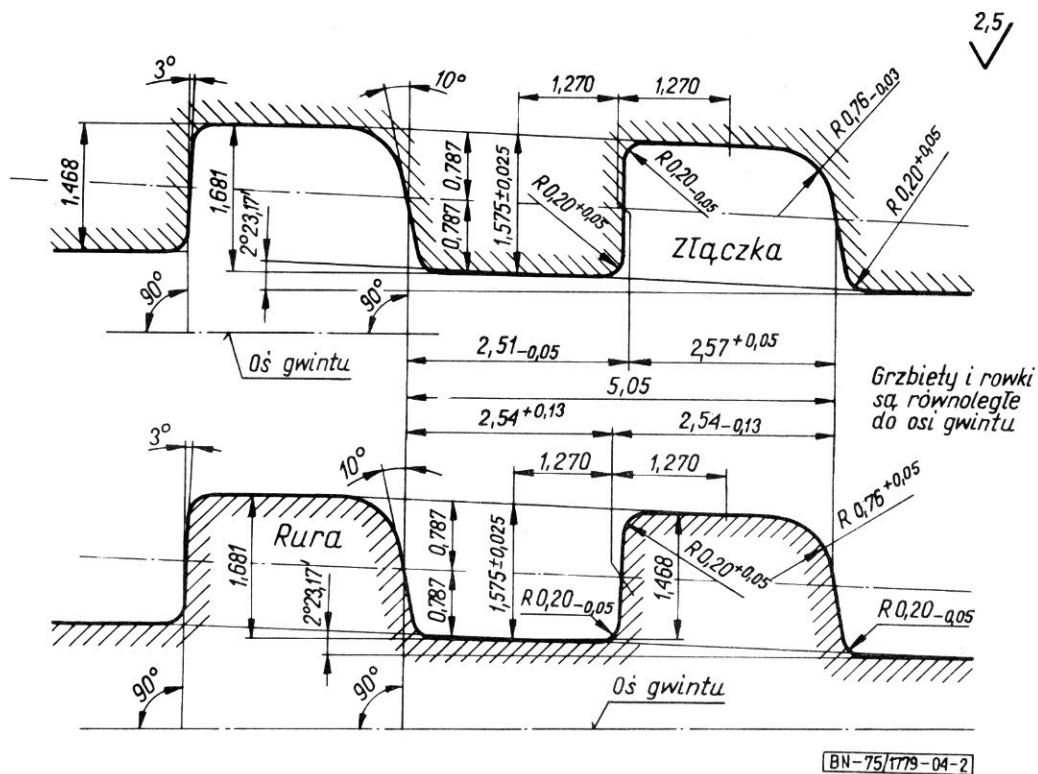 2,5
3°
10°
1,270
1,270
R 0,76-0,03
1,468
1,681
0,787
0,787
1,575±0,025
R0,20-0,05
R0,20+0,05
R 0,20+0,05
2°23,17'
Złączka
90°
90°
Oś gwintu
2,51-0,05
2,57+0,05
5,05
Grzbiety i rowki
są równoległe
do osi gwintu
2,54+0,13
2,54-0,13
3°
10°
1,270
1,270
R 0,76+0,05
Rura
1,681
0,787
0,787
1,575±0,025
1,468
R0,20+0,05
R 0,20-0,05
R 0,20-0,05
2°23,17'
90°
90°
Oś gwintu
BN-75/1779-04-2